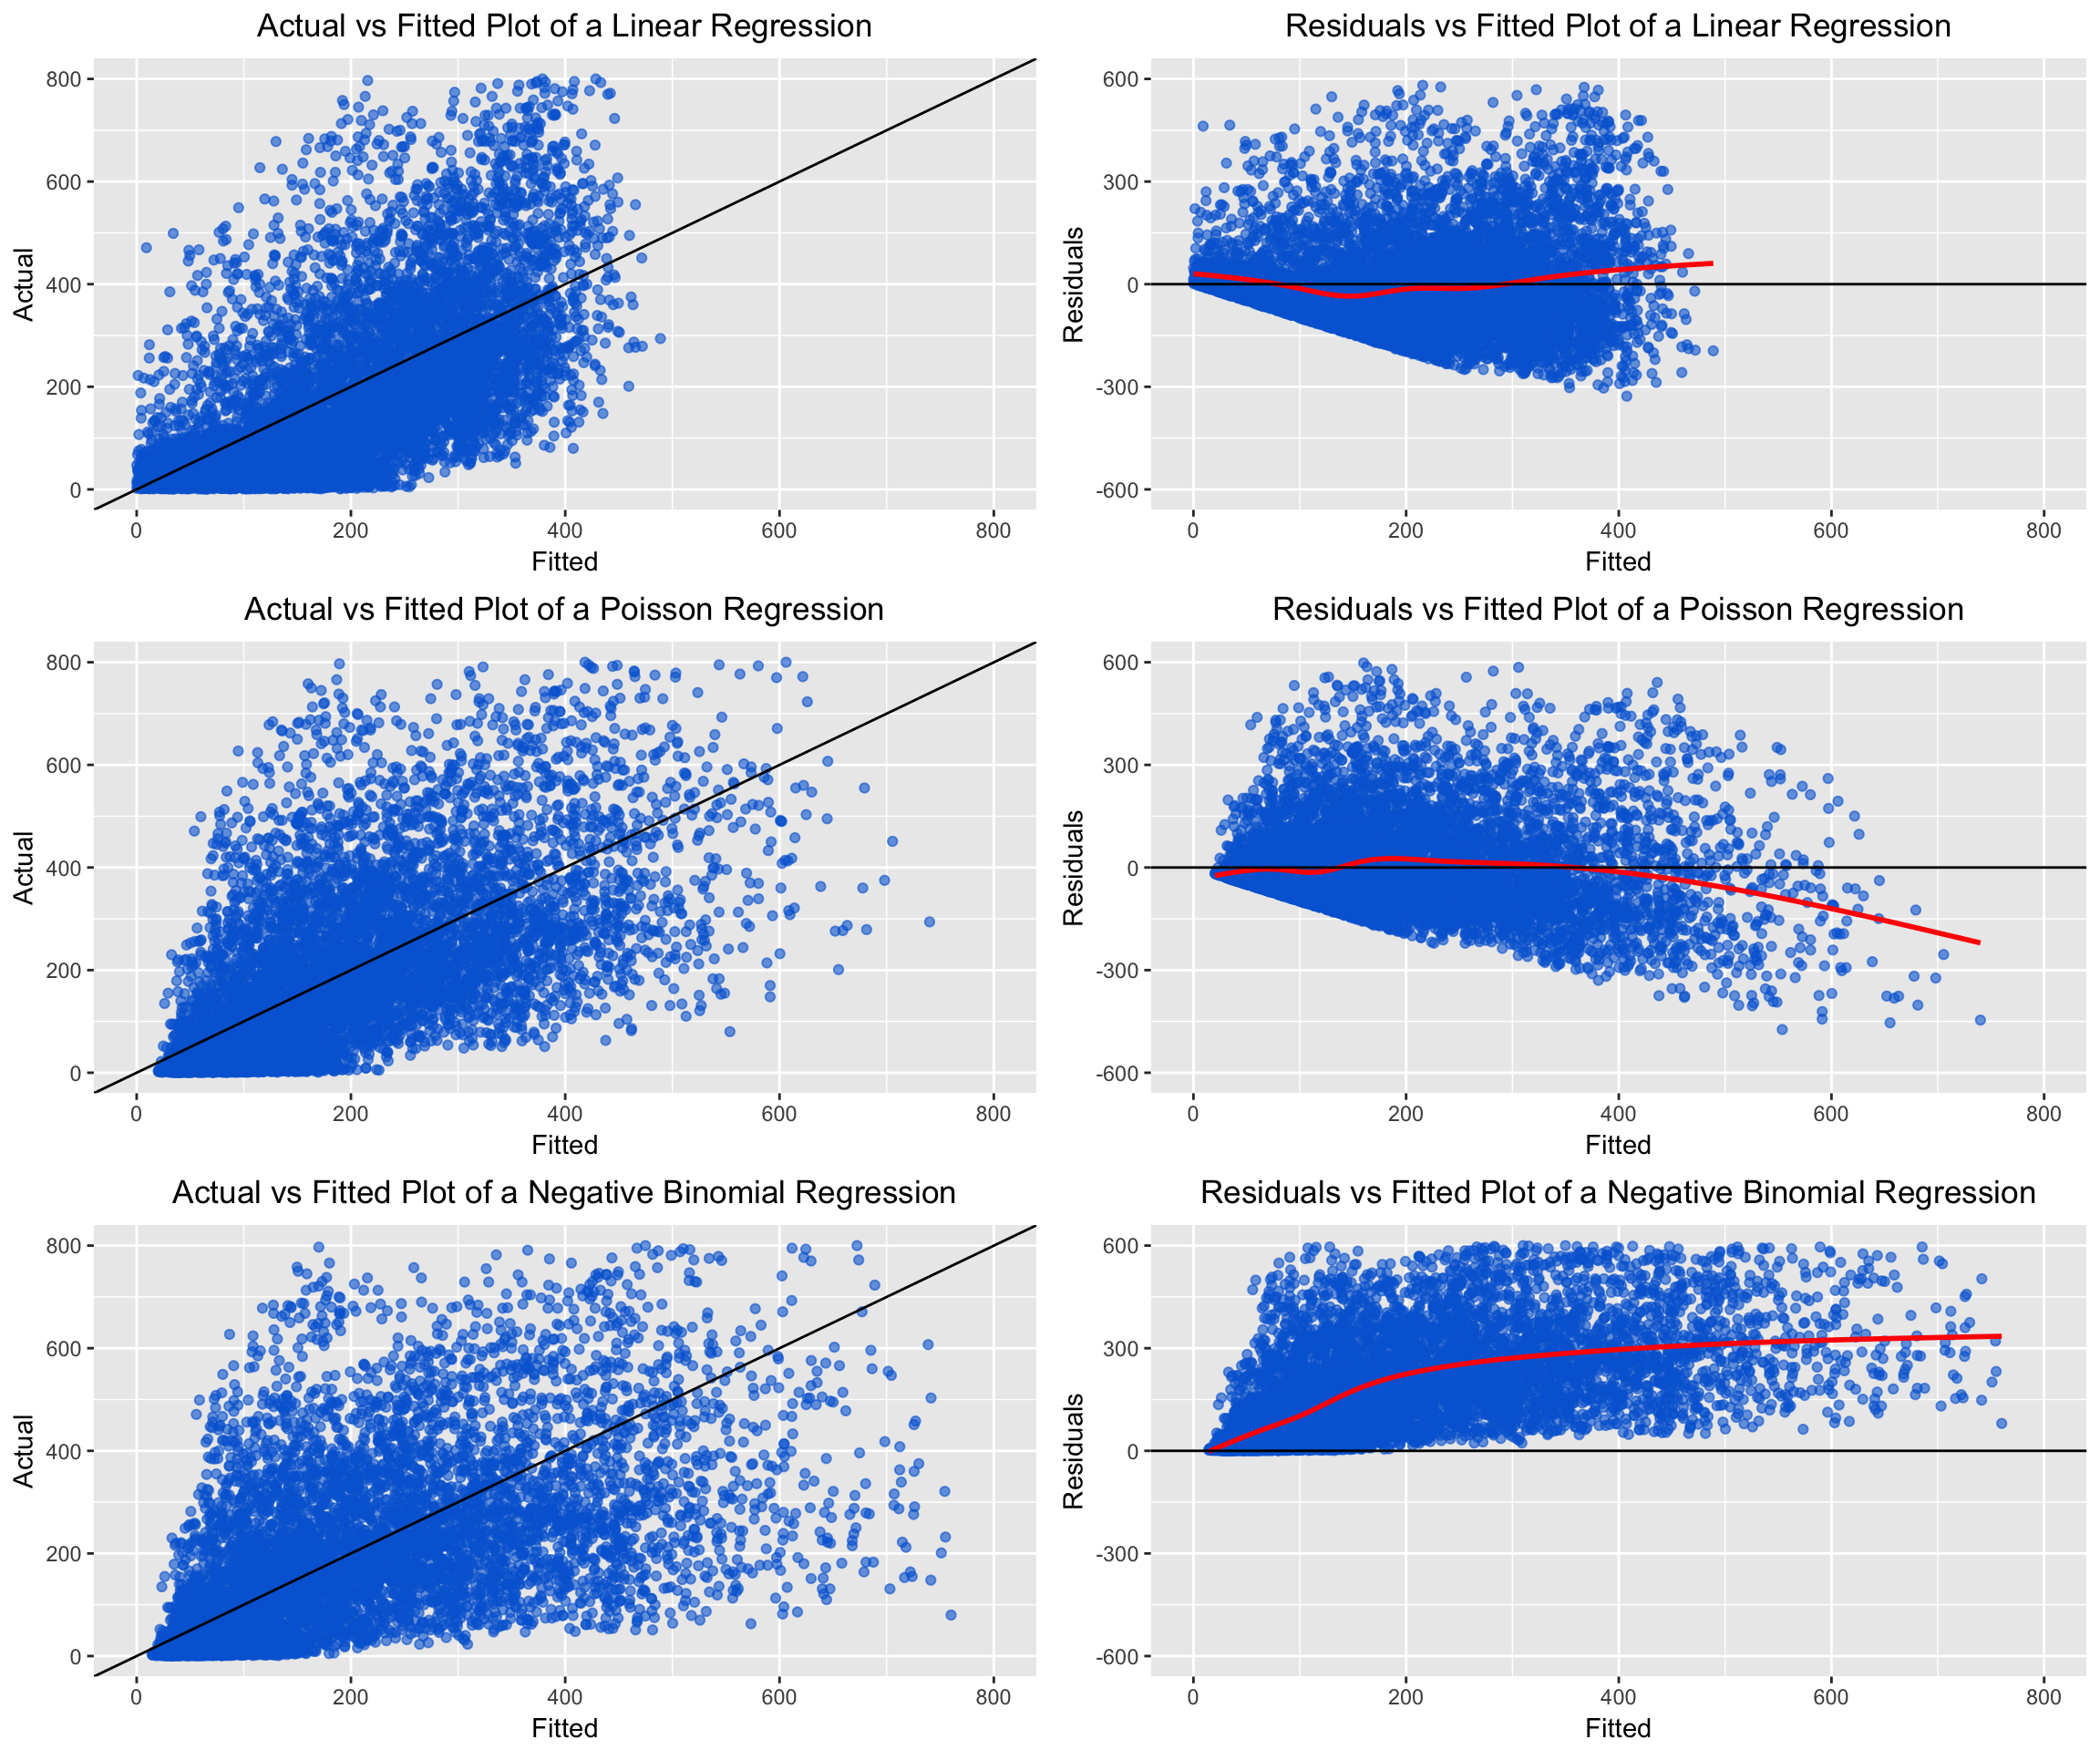 Actual vs Fitted Plot of a Linear Regression
800
600
400
200
0
Actual
0 200 400 600 800
Fitted
Residuals vs Fitted Plot of a Linear Regression
600
300
0
-300
-600
Residuals
0 200 400 600 800
Fitted
Actual vs Fitted Plot of a Poisson Regression
800
600
400
200
0
Actual
0 200 400 600 800
Fitted
Residuals vs Fitted Plot of a Poisson Regression
600
300
0
-300
-600
Residuals
0 200 400 600 800
Fitted
Actual vs Fitted Plot of a Negative Binomial Regression
800
600
400
200
0
Actual
0 200 400 600 800
Fitted
Residuals vs Fitted Plot of a Negative Binomial Regression
600
300
0
-300
-600
Residuals
0 200 400 600 800
Fitted